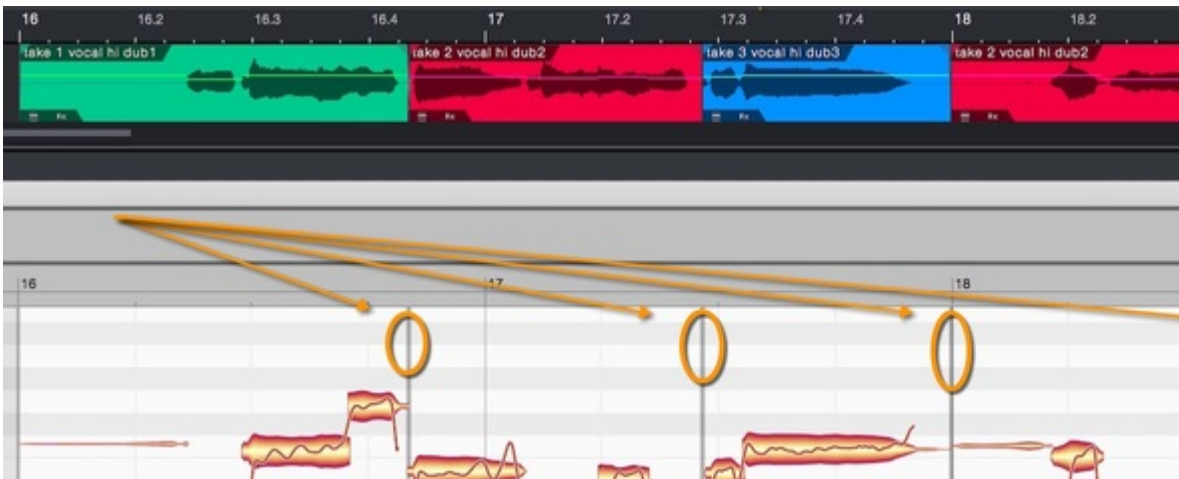 16 16.2 16.3 16.4 17 17.2 17.3 17.4 18 18.2
take 1 vocal hi dub1 take 2 vocal hi dub2 take 3 vocal hi dub3 take 2 vocal hi dub2
16 17 18